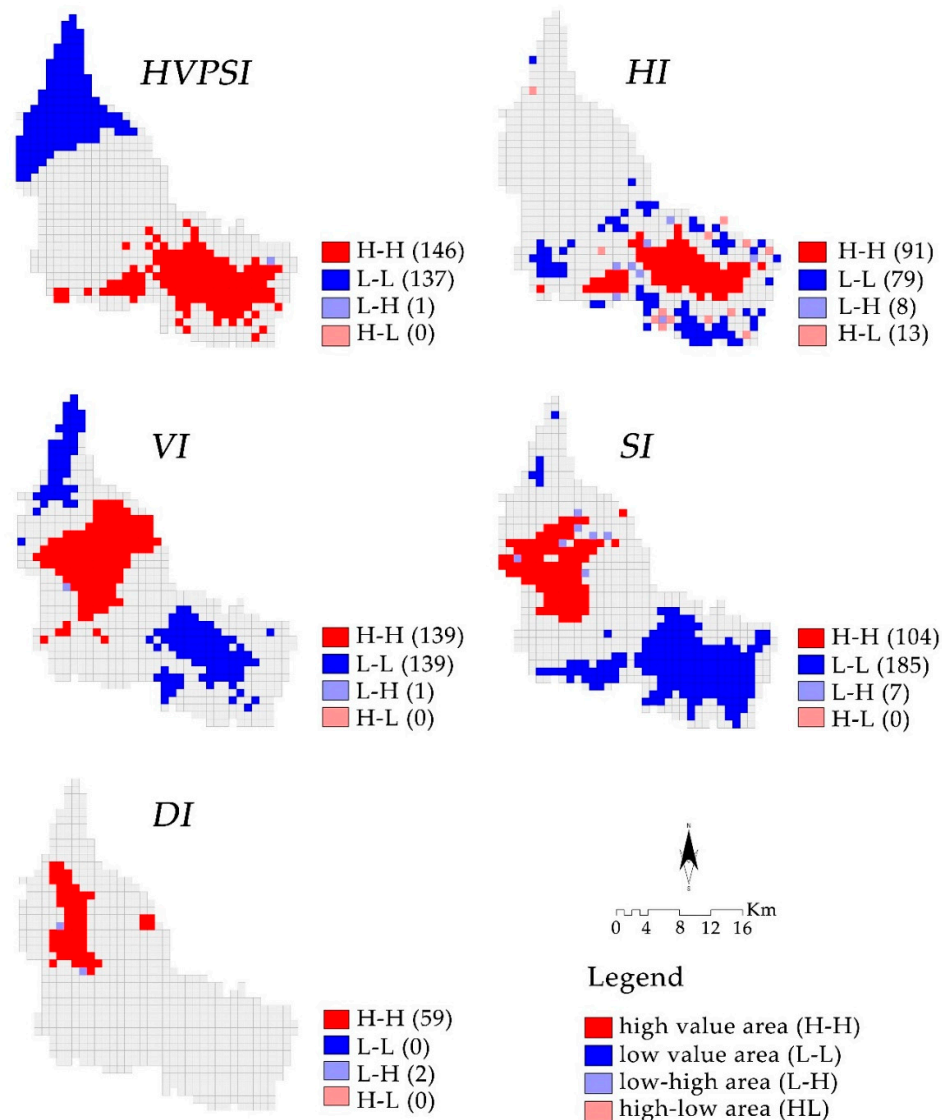 HVPSI
H-H (146)
L-L (137)
L-H (1)
H-L (0)
HI
H-H (91)
L-L (79)
L-H (8)
H-L (13)
VI
H-H (139)
L-L (139)
L-H (1)
H-L (0)
SI
H-H (104)
L-L (185)
L-H (7)
H-L (0)
DI
H-H (59)
L-L (0)
L-H (2)
H-L (0)
N
S
Km
0 4 8 12 16
Legend
high value area (H-H)
low value area (L-L)
low-high area (L-H)
high-low area (HL)